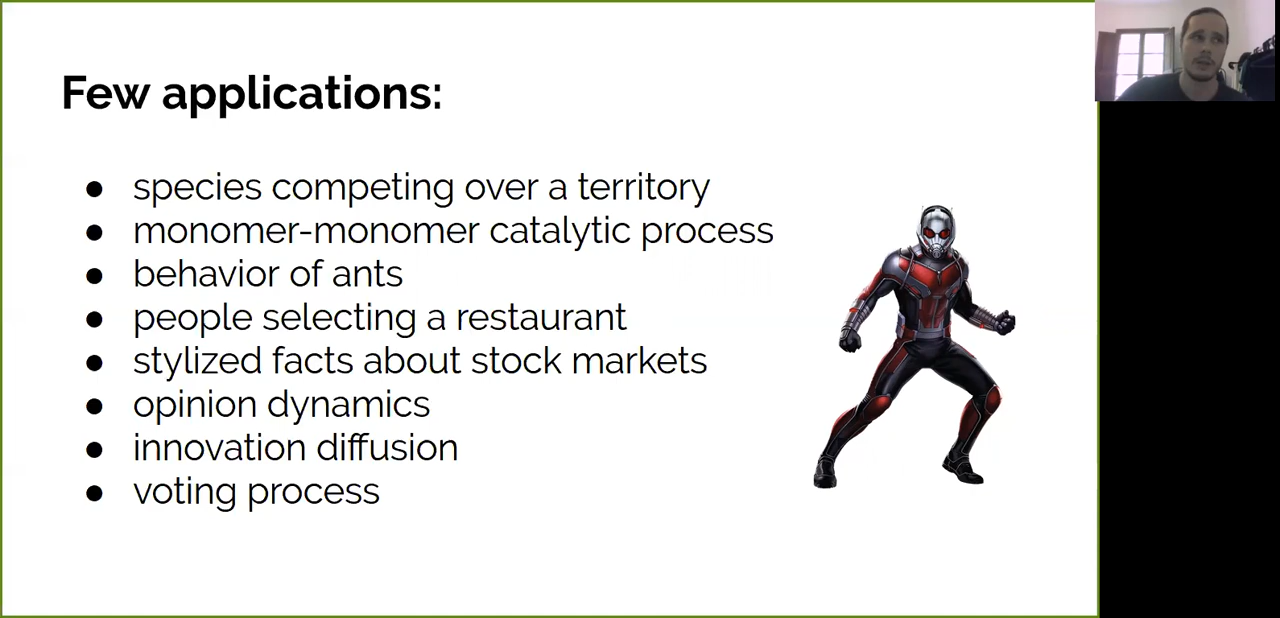 Few applications:
● species competing over a territory
● monomer-monomer catalytic process
● behavior of ants
● people selecting a restaurant
● stylized facts about stock markets
● opinion dynamics
● innovation diffusion
● voting process